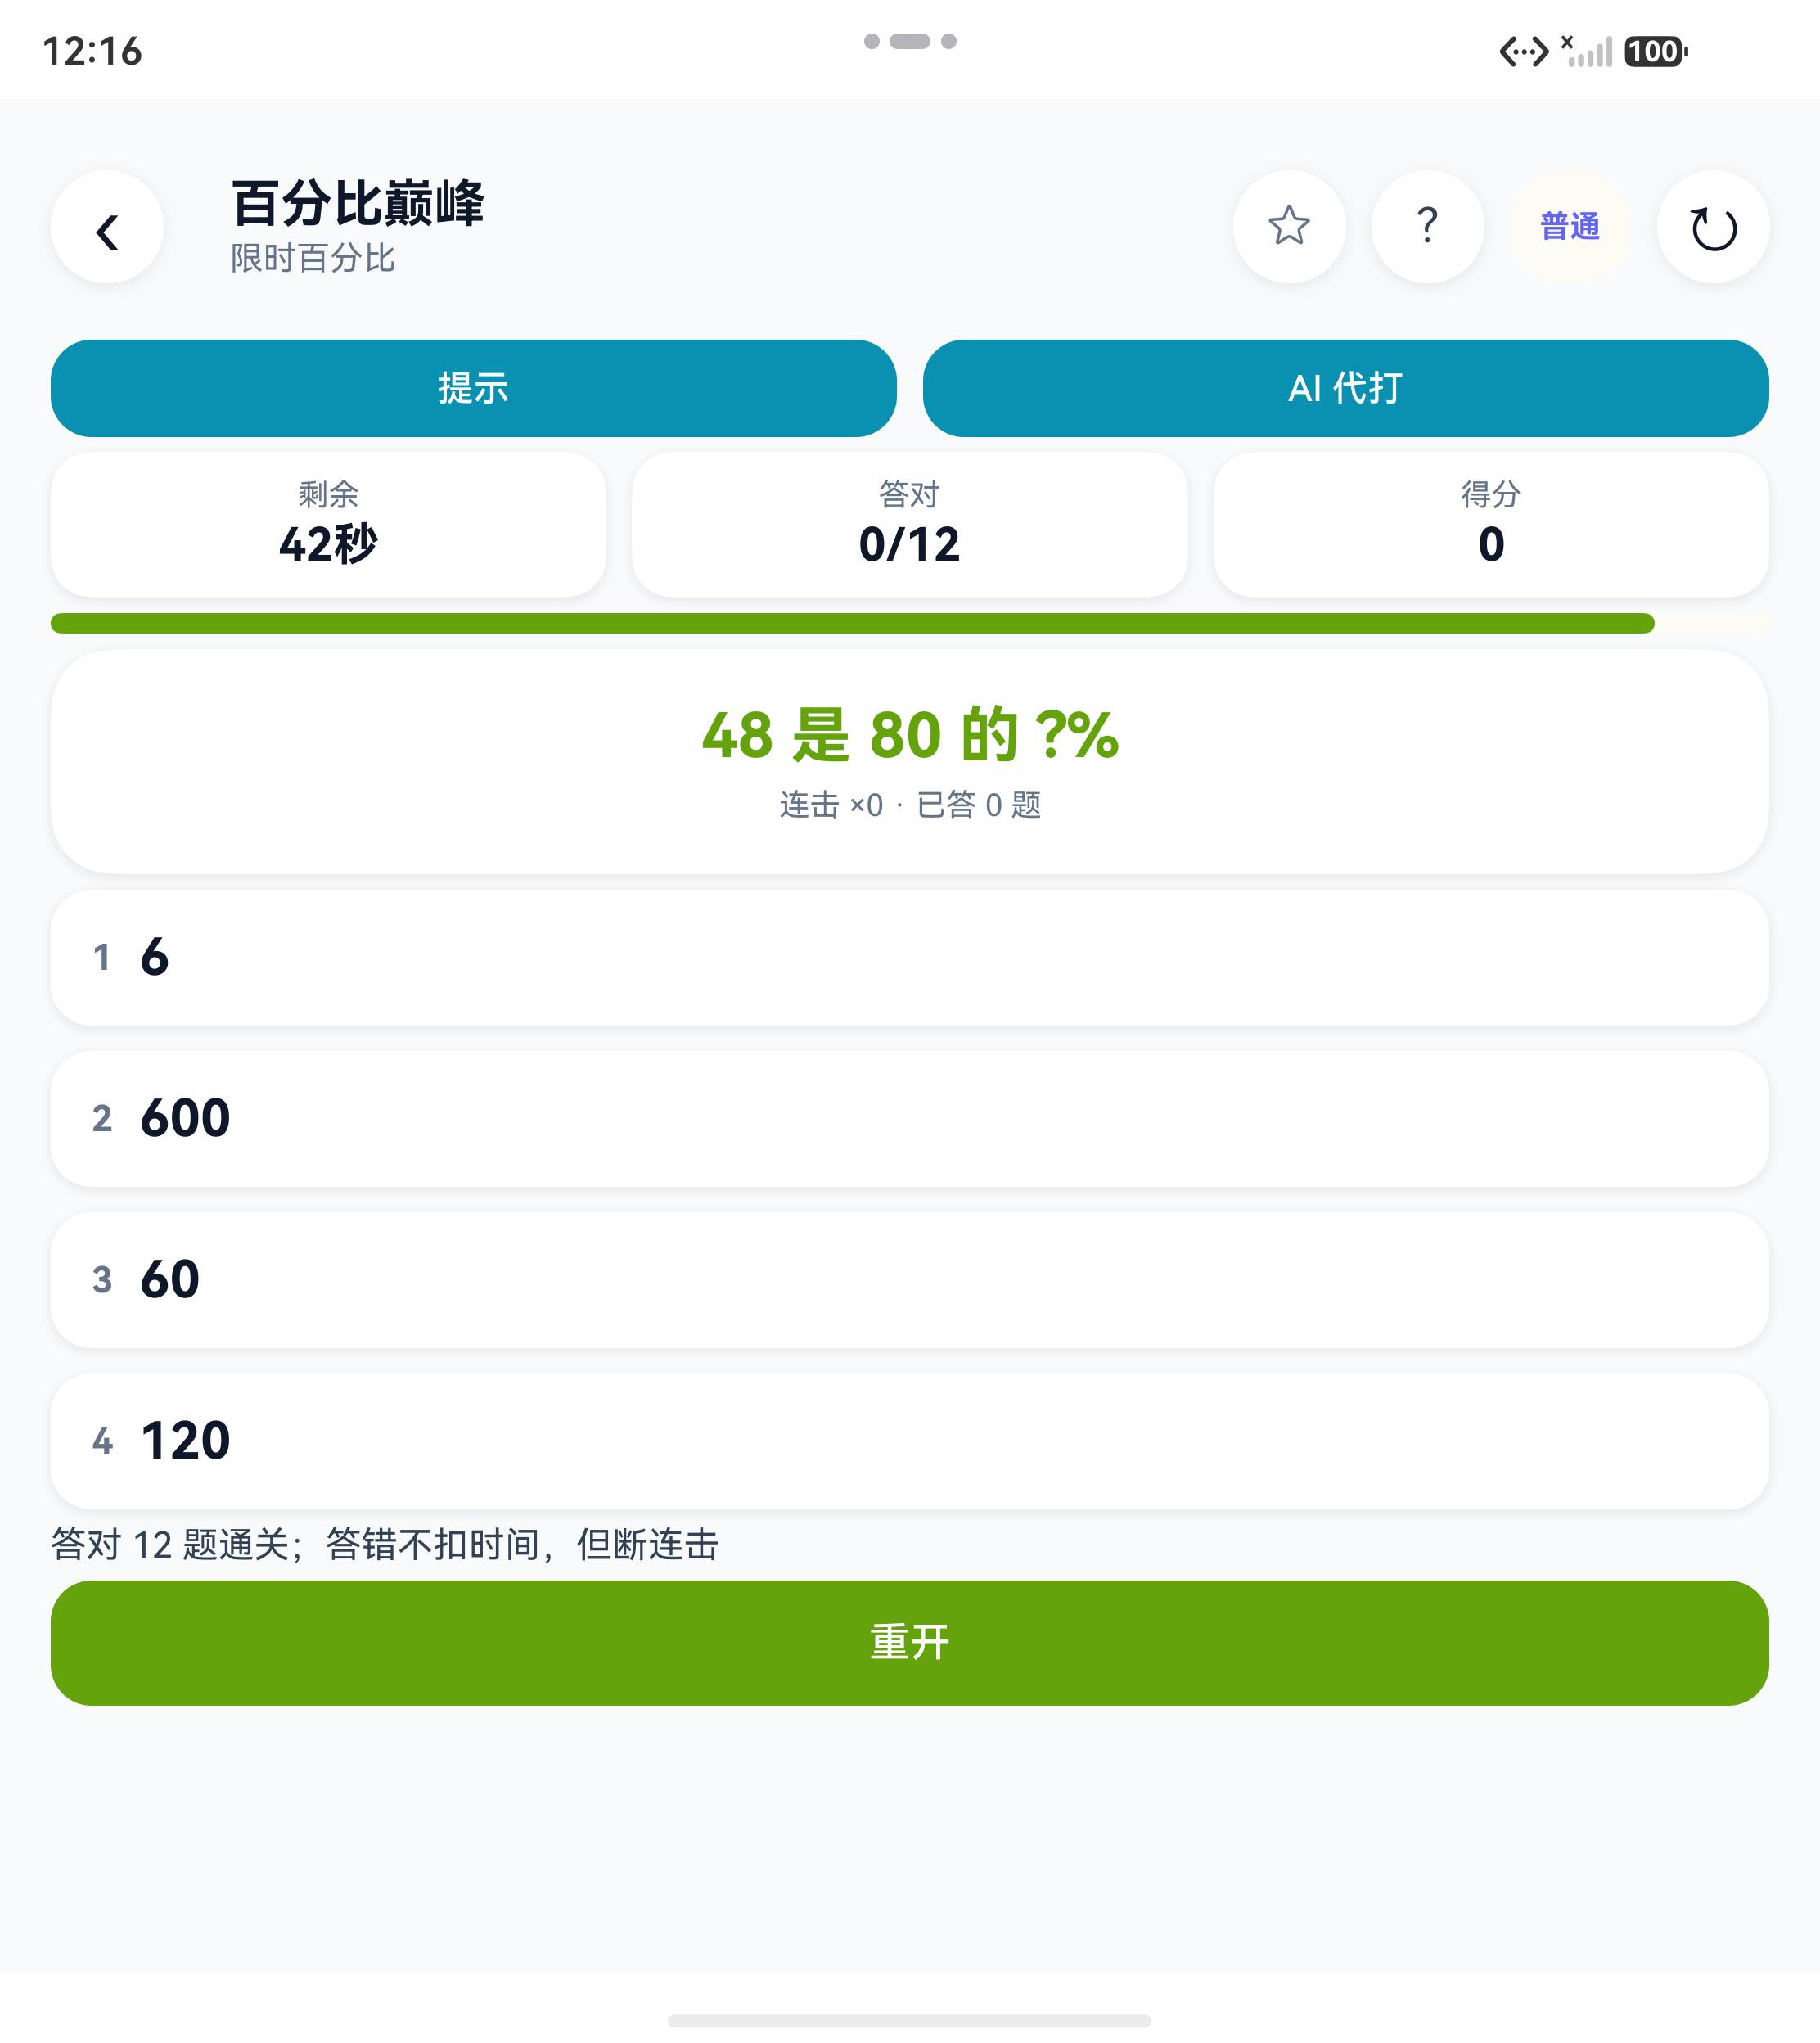 12:16
100
百分比巅峰
限时百分比
?
普通
提示
AI 代打
剩余
42秒
答对
0/12
得分
0
48 是 80 的 ?%
连击 ×0 · 已答 0 题
1 6
2 600
3 60
4 120
答对 12 题通关；答错不扣时间，但断连击
重开